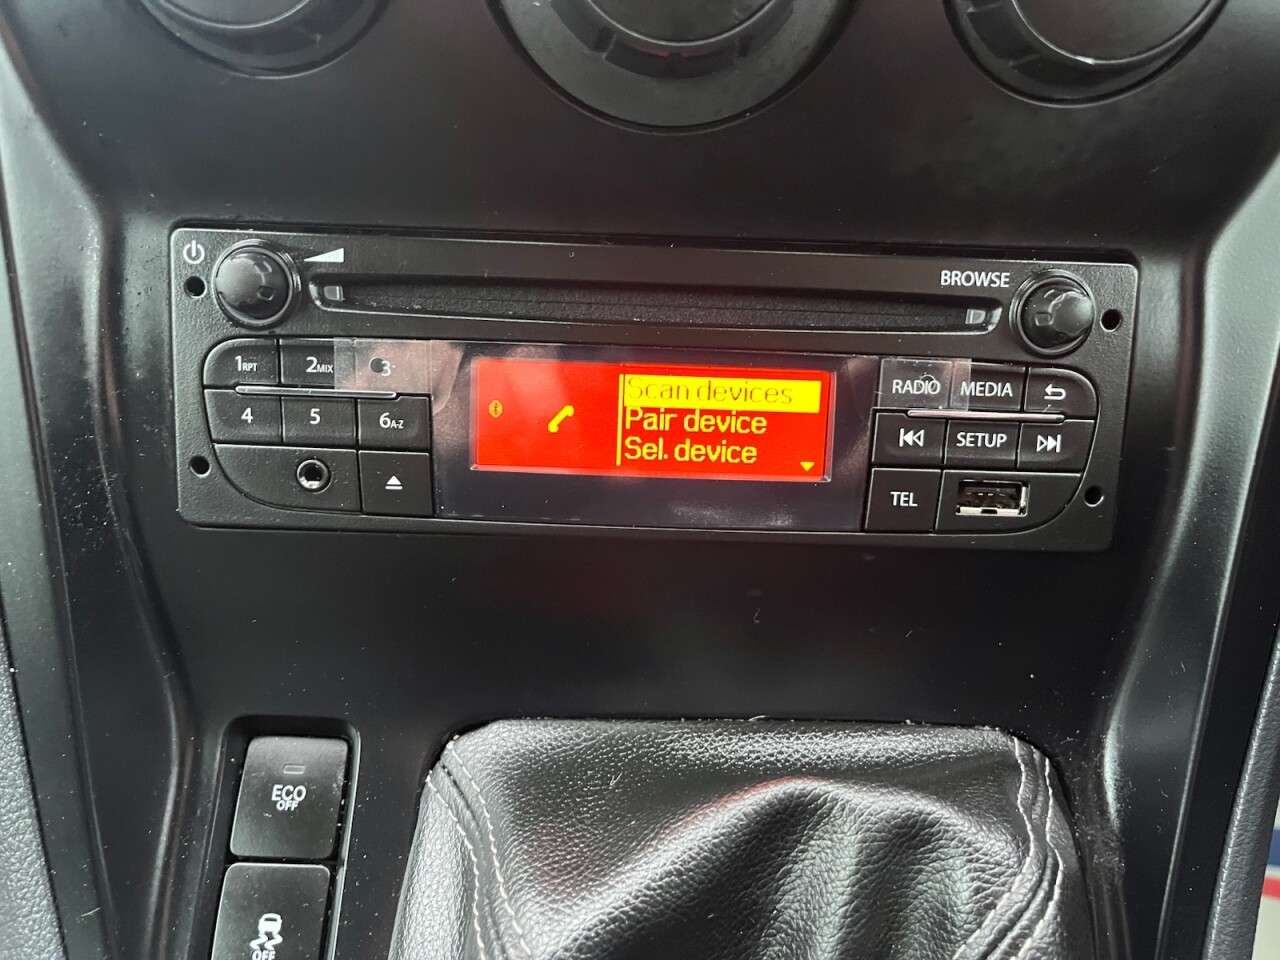 BROWSE
1RPT 2MIX 3
4 5 6A-Z
Scan devices
Pair device
Sel. device
RADIO MEDIA
SETUP
TEL
ECO
OFF
OFF